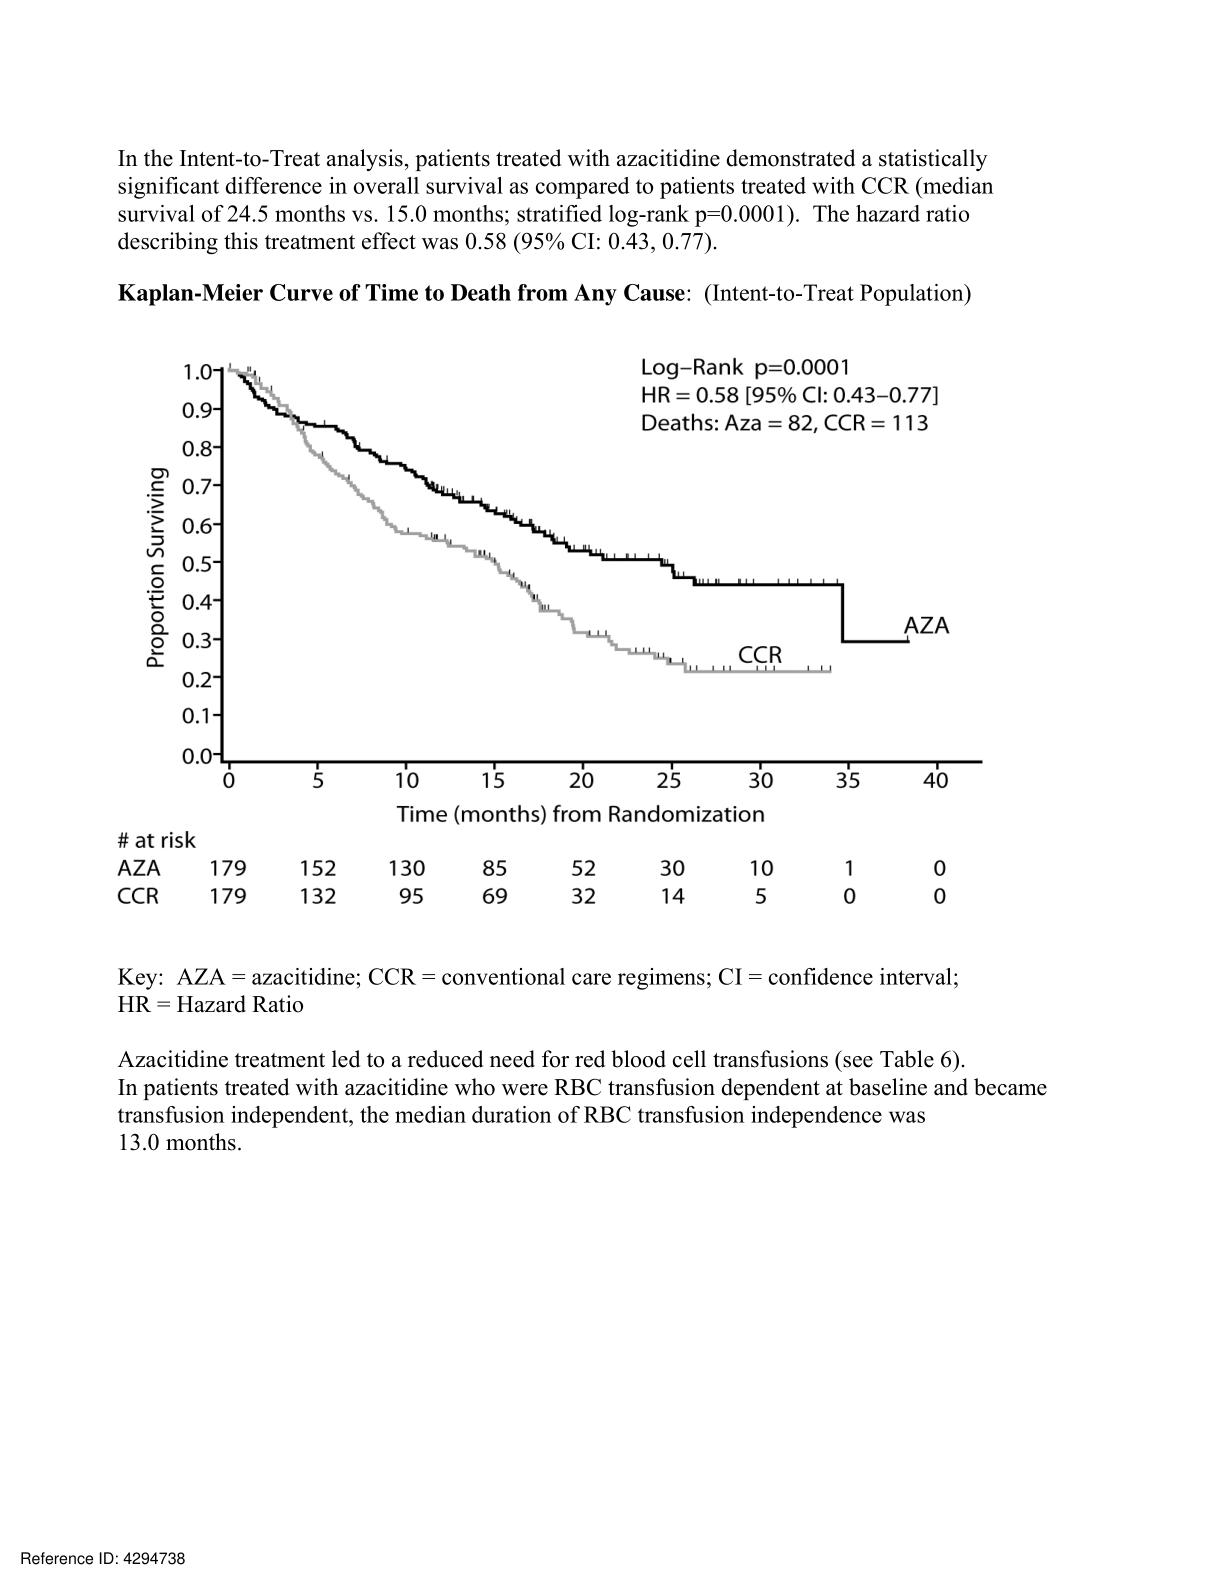 In the Intent-to-Treat analysis, patients treated with azacitidine demonstrated a statistically
significant difference in overall survival as compared to patients treated with CCR (median
survival of 24.5 months vs. 15.0 months; stratified log-rank p=0.0001).  The hazard ratio
describing this treatment effect was 0.58 (95% CI: 0.43, 0.77).
Kaplan-Meier Curve of Time to Death from Any Cause:  (Intent-to-Treat Population)
Log–Rank  p=0.0001
HR = 0.58 [95% CI: 0.43–0.77]
Deaths: Aza = 82, CCR = 113
Proportion Surviving
1.0
0.9
0.8
0.7
0.6
0.5
0.4
0.3
0.2
0.1
0.0
AZA
CCR
0 5 10 15 20 25 30 35 40
Time (months) from Randomization
# at risk
AZA 179 152 130 85 52 30 10 1 0
CCR 179 132 95 69 32 14 5 0 0
Key:  AZA = azacitidine; CCR = conventional care regimens; CI = confidence interval;
HR = Hazard Ratio
Azacitidine treatment led to a reduced need for red blood cell transfusions (see Table 6).
In patients treated with azacitidine who were RBC transfusion dependent at baseline and became
transfusion independent, the median duration of RBC transfusion independence was
13.0 months.
Reference ID: 4294738